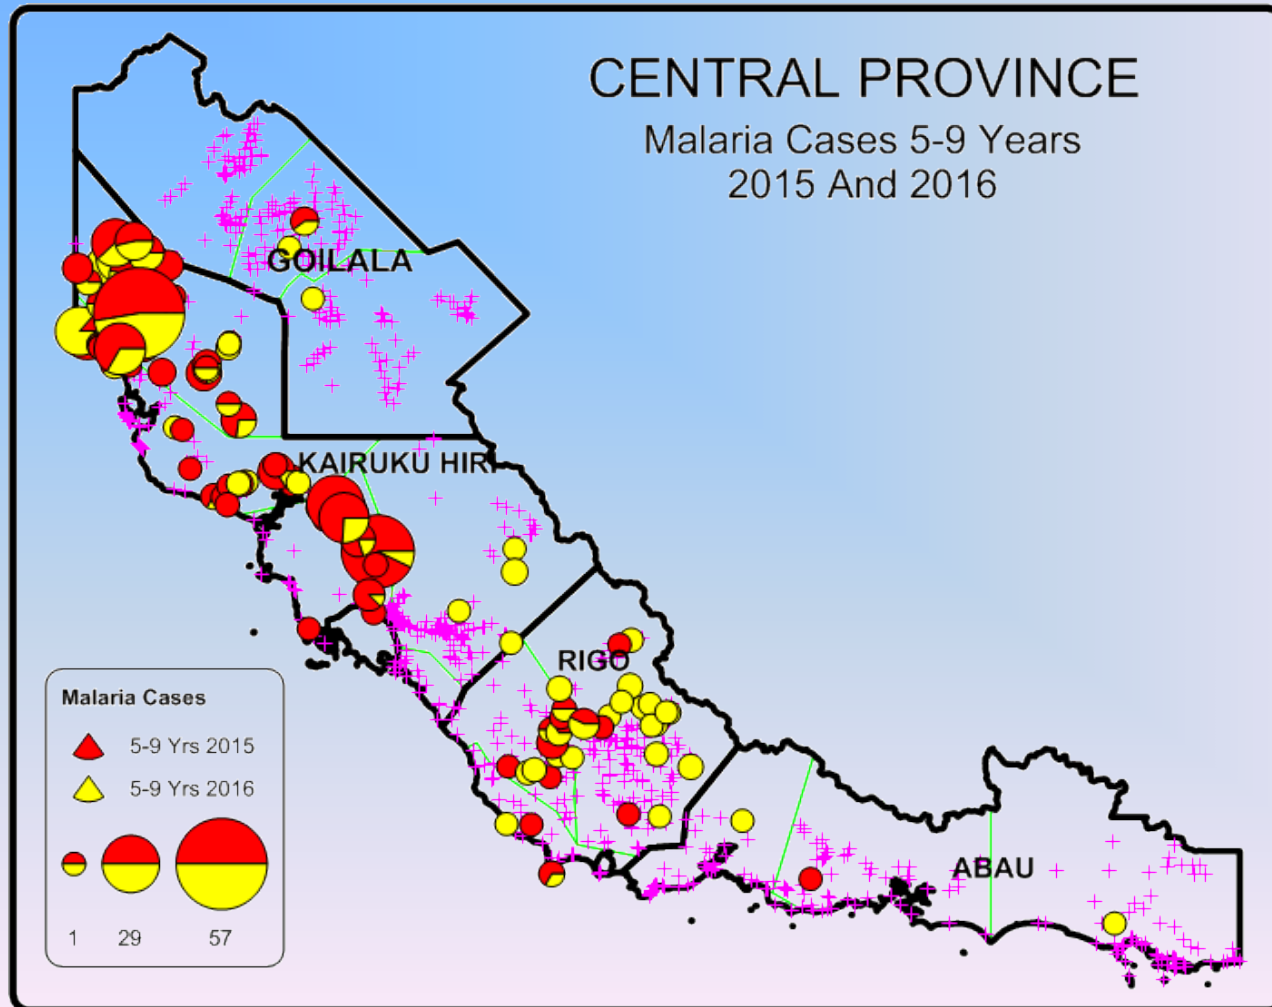 CENTRAL PROVINCE
Malaria Cases 5-9 Years
2015 And 2016
GOILALA
KAIRUKU HIRI
RIGO
ABAU
Malaria Cases
5-9 Yrs 2015
5-9 Yrs 2016
1 29 57